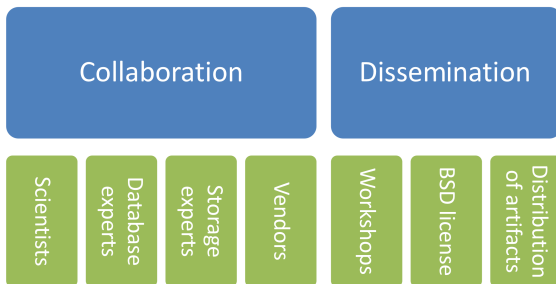 Collaboration
Dissemination
Scientists
Database
experts
Storage
experts
Vendors
Workshops
BSD license
Distribution
of artifacts